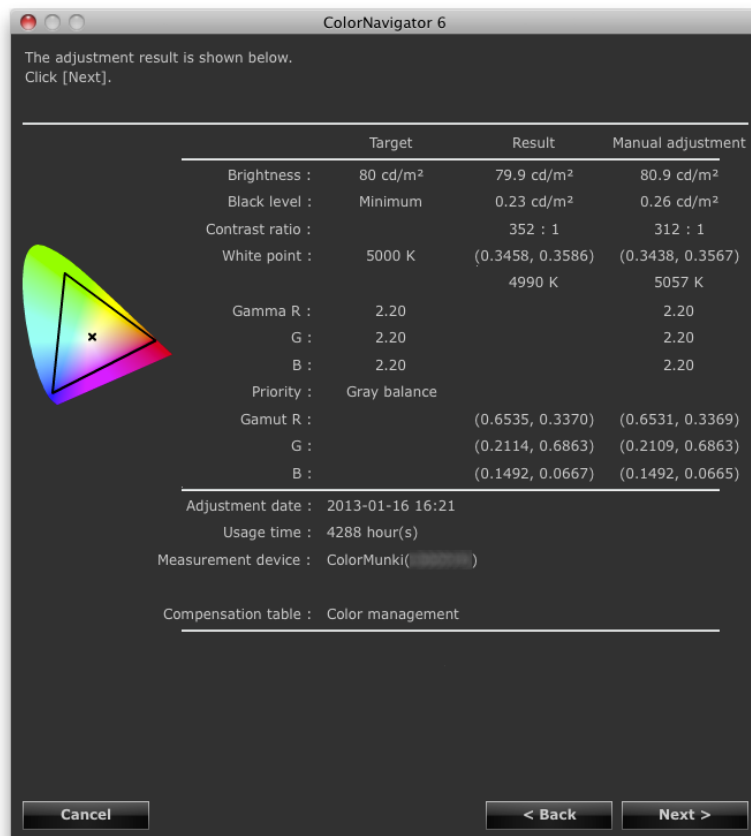 ColorNavigator 6
The adjustment result is shown below.
Click [Next].
Target Result Manual adjustment
Brightness : 80 cd/m² 79.9 cd/m² 80.9 cd/m²
Black level : Minimum 0.23 cd/m² 0.26 cd/m²
Contrast ratio : 352 : 1 312 : 1
White point : 5000 K (0.3458, 0.3586) (0.3438, 0.3567)
4990 K 5057 K
Gamma R : 2.20 2.20
G : 2.20 2.20
B : 2.20 2.20
Priority : Gray balance
Gamut R : (0.6535, 0.3370) (0.6531, 0.3369)
G : (0.2114, 0.6863) (0.2109, 0.6863)
B : (0.1492, 0.0667) (0.1492, 0.0665)
Adjustment date : 2013-01-16 16:21
Usage time : 4288 hour(s)
Measurement device : ColorMunki( )
Compensation table : Color management
Cancel < Back Next >